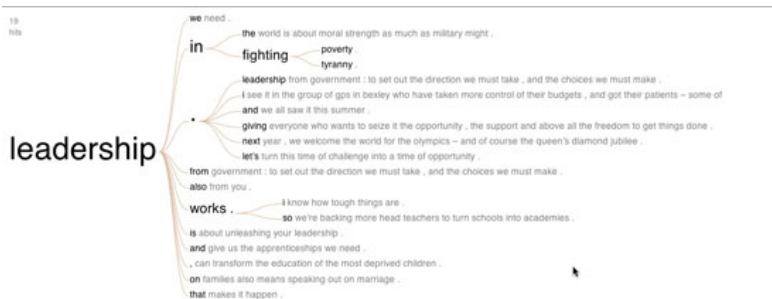 19
hits
we need .
the world is about moral strength as much as military might .
in
poverty .
fighting
tyranny .
leadership from government : to set out the direction we must take , and the choices we must make .
i see it in the group of gps in bexley who have taken more control of their budgets , and got their patients – some of
and we all saw it this summer .
.
giving everyone who wants to seize it the opportunity , the support and above all the freedom to get things done .
next year , we welcome the world for the olympics – and of course the queen's diamond jubilee .
leadership
let's turn this time of challenge into a time of opportunity .
from government : to set out the direction we must take , and the choices we must make .
also from you .
i know how tough things are .
works .
so we're backing more head teachers to turn schools into academies .
is about unleashing your leadership .
and give us the apprenticeships we need .
, can transform the education of the most deprived children .
on families also means speaking out on marriage .
that makes it happen .